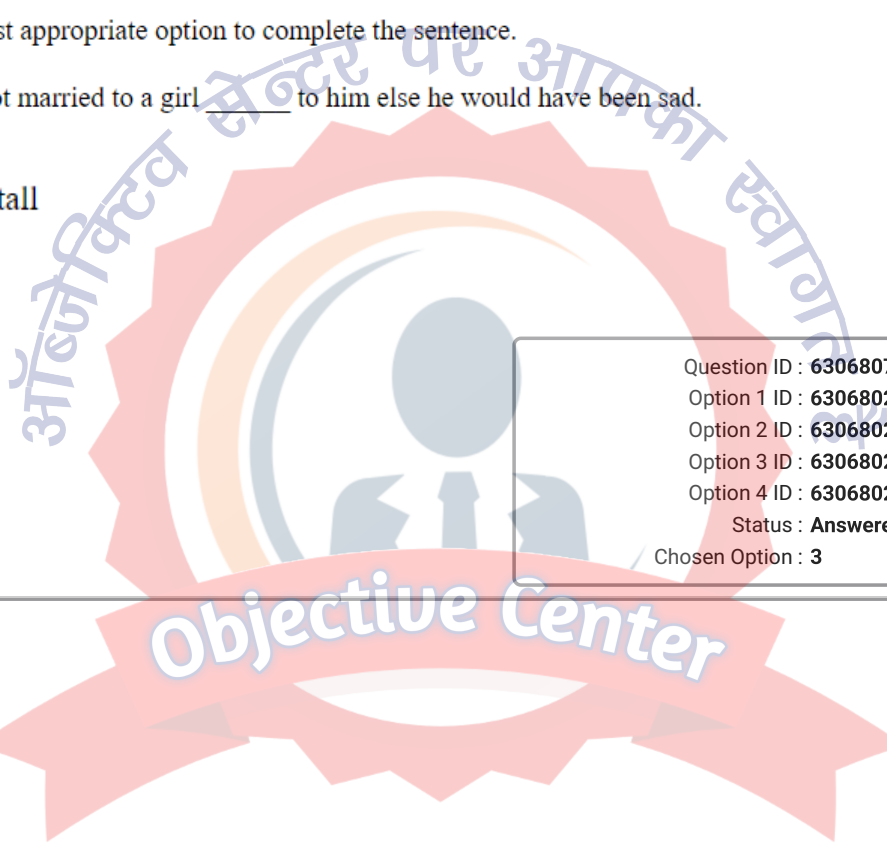 st appropriate option to complete the sentence.
ot married to a girl ______ to him else he would have been sad.
tall
ऑब्जेक्टिव सेन्टर पर आपका स्वागत
Question ID : 6306807
Option 1 ID : 6306802
Option 2 ID : 6306802
Option 3 ID : 6306802
Option 4 ID : 6306802
Status : Answere
Chosen Option : 3
Objective Center